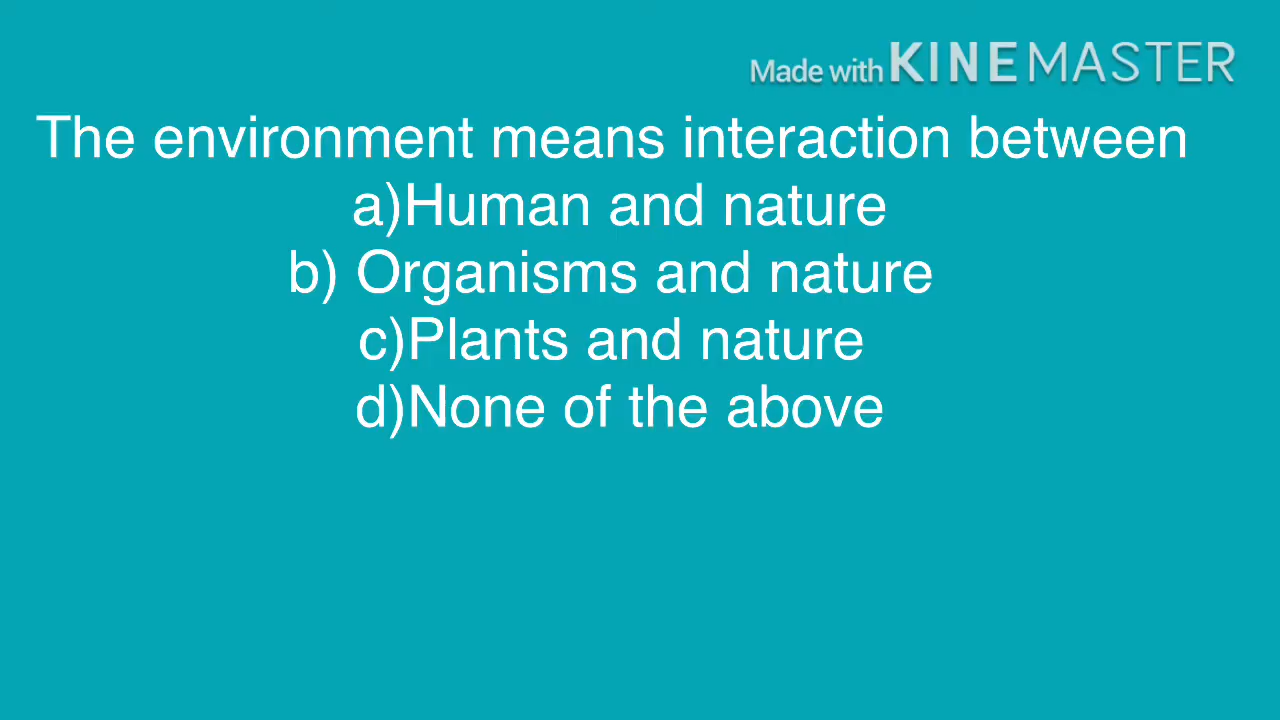 Made with KINEMASTER
The environment means interaction between
a)Human and nature
b) Organisms and nature
c)Plants and nature
d)None of the above